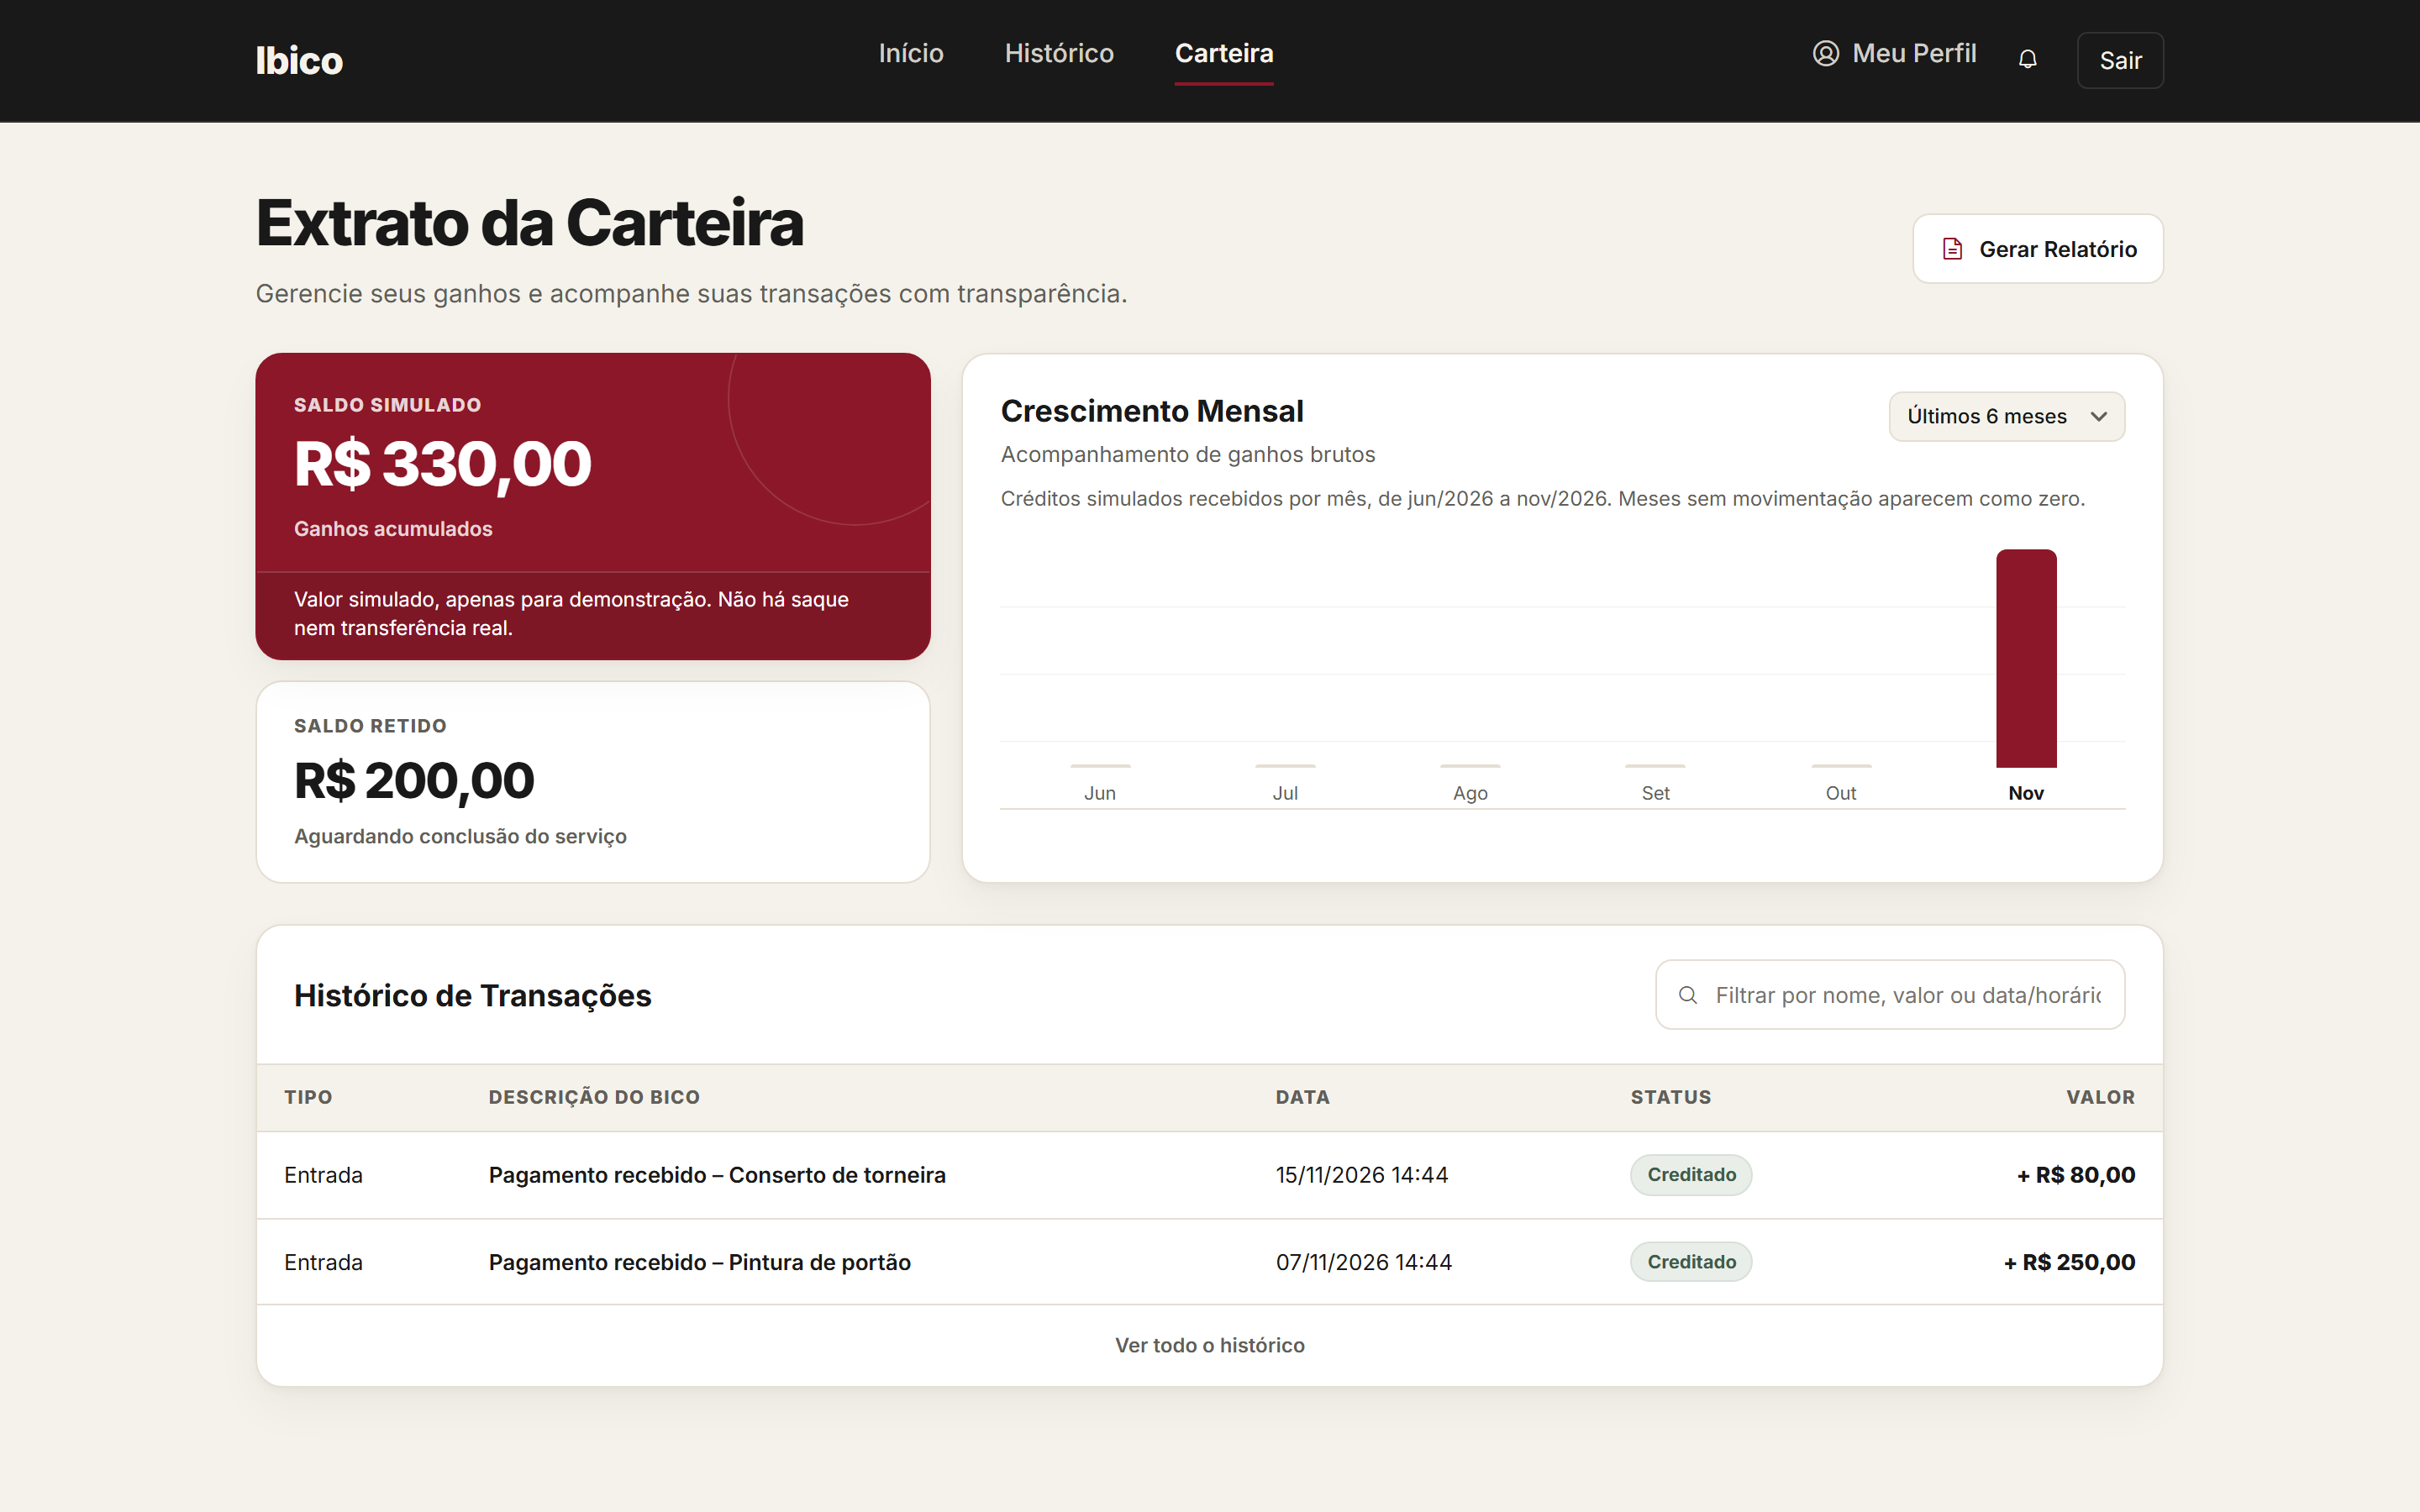 Ibico
Início
Histórico
Carteira
Meu Perfil
Sair
Extrato da Carteira
Gerencie seus ganhos e acompanhe suas transações com transparência.
Gerar Relatório
SALDO SIMULADO
R$ 330,00
Ganhos acumulados
Valor simulado, apenas para demonstração. Não há saque
nem transferência real.
SALDO RETIDO
R$ 200,00
Aguardando conclusão do serviço
Crescimento Mensal
Últimos 6 meses
Acompanhamento de ganhos brutos
Créditos simulados recebidos por mês, de jun/2026 a nov/2026. Meses sem movimentação aparecem como zero.
Jun
Jul
Ago
Set
Out
Nov
Histórico de Transações
Filtrar por nome, valor ou data/horário
TIPO
DESCRIÇÃO DO BICO
DATA
STATUS
VALOR
Entrada
Pagamento recebido – Conserto de torneira
15/11/2026 14:44
Creditado
+ R$ 80,00
Entrada
Pagamento recebido – Pintura de portão
07/11/2026 14:44
Creditado
+ R$ 250,00
Ver todo o histórico